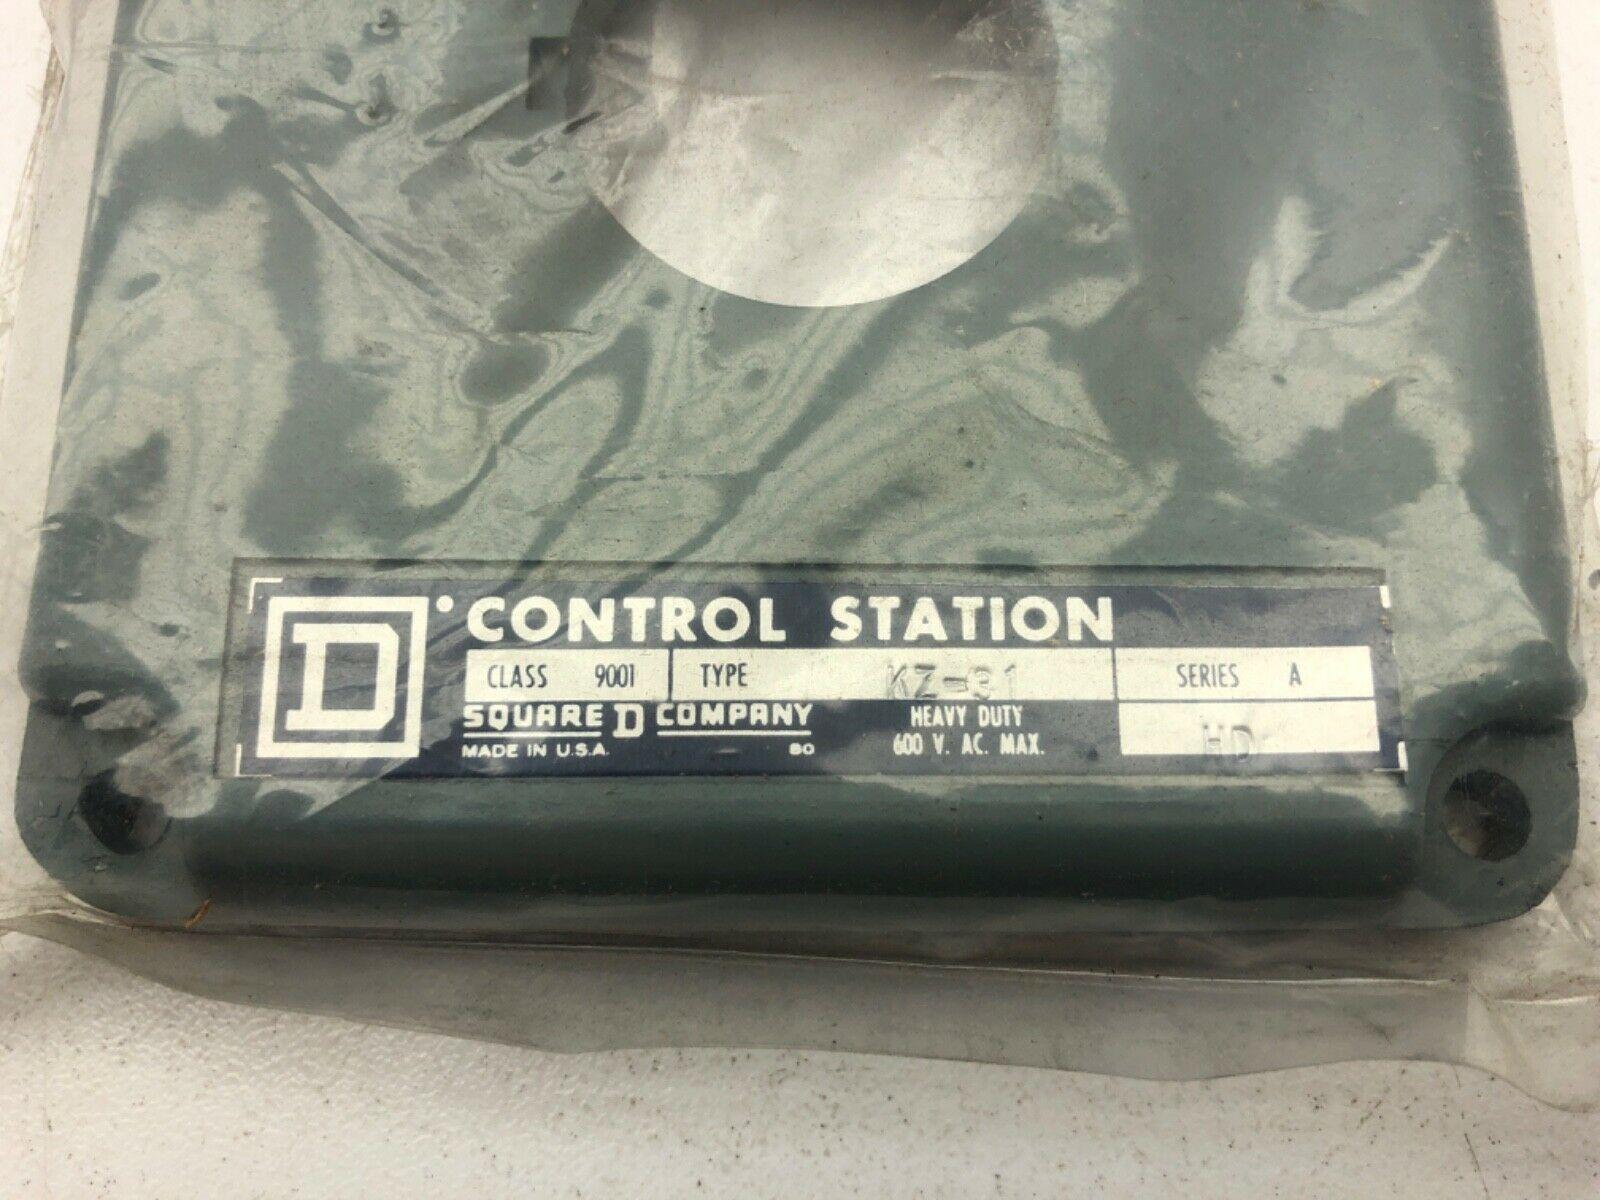 D
CONTROL STATION
CLASS 9001 TYPE KZ-31 SERIES A
SQUARE D COMPANY HEAVY DUTY HD
MADE IN U.S.A. 80 600 V. AC. MAX.